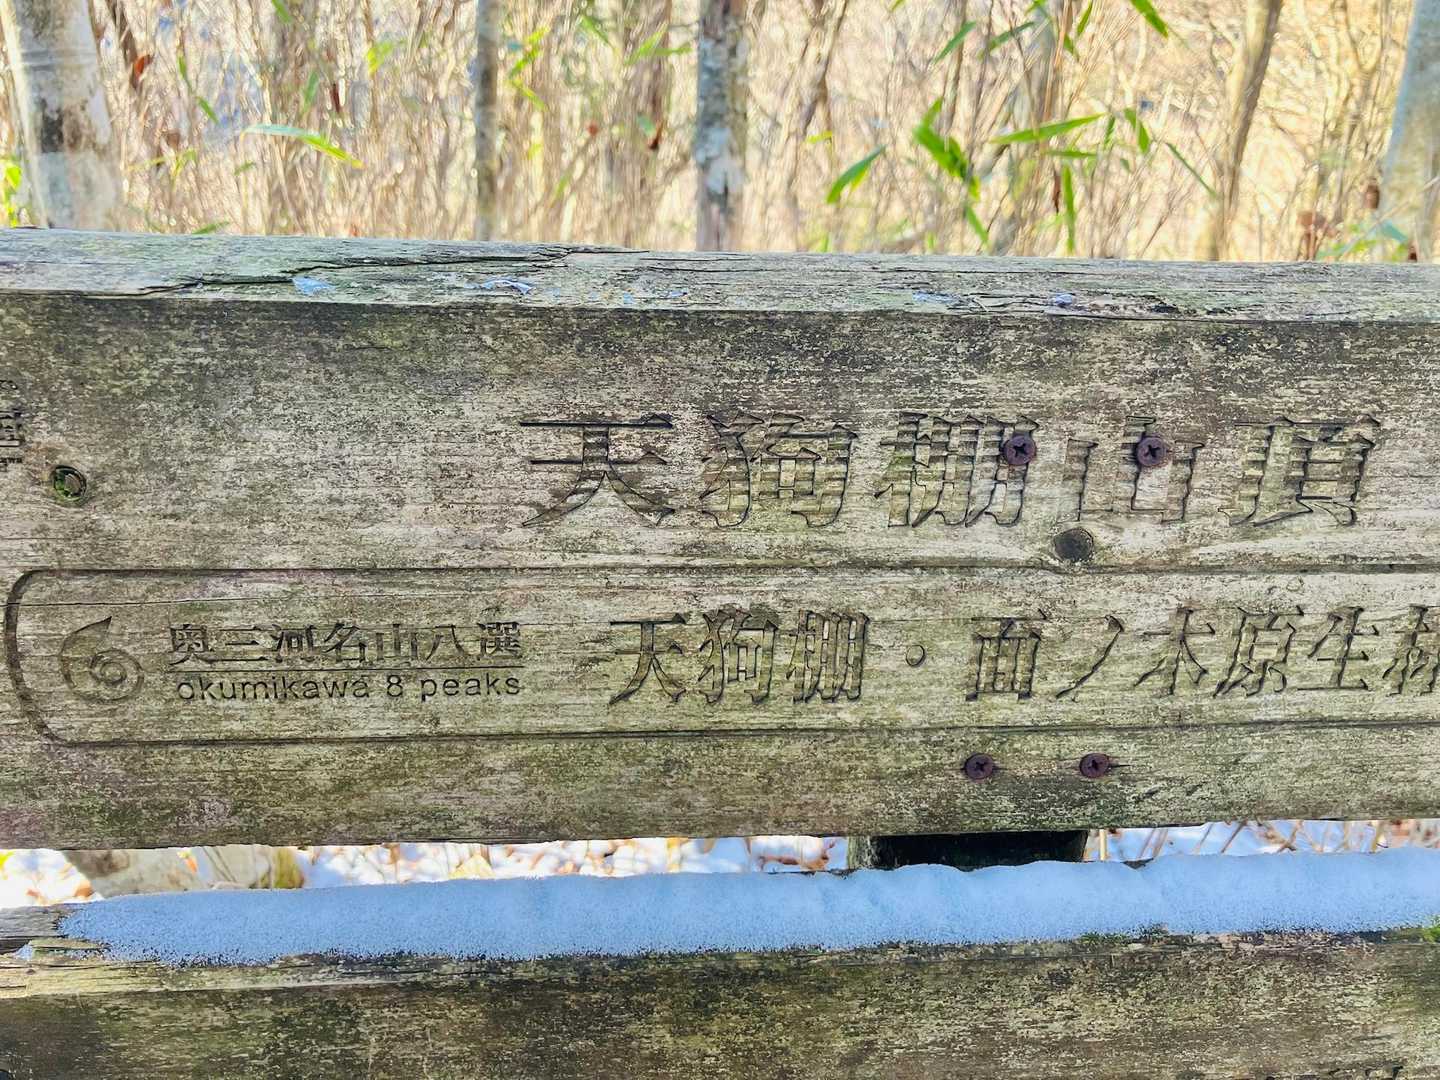 天狗棚山頂
奥三河名山八選
okumikawa 8 peaks
天狗棚・面ノ木原生林